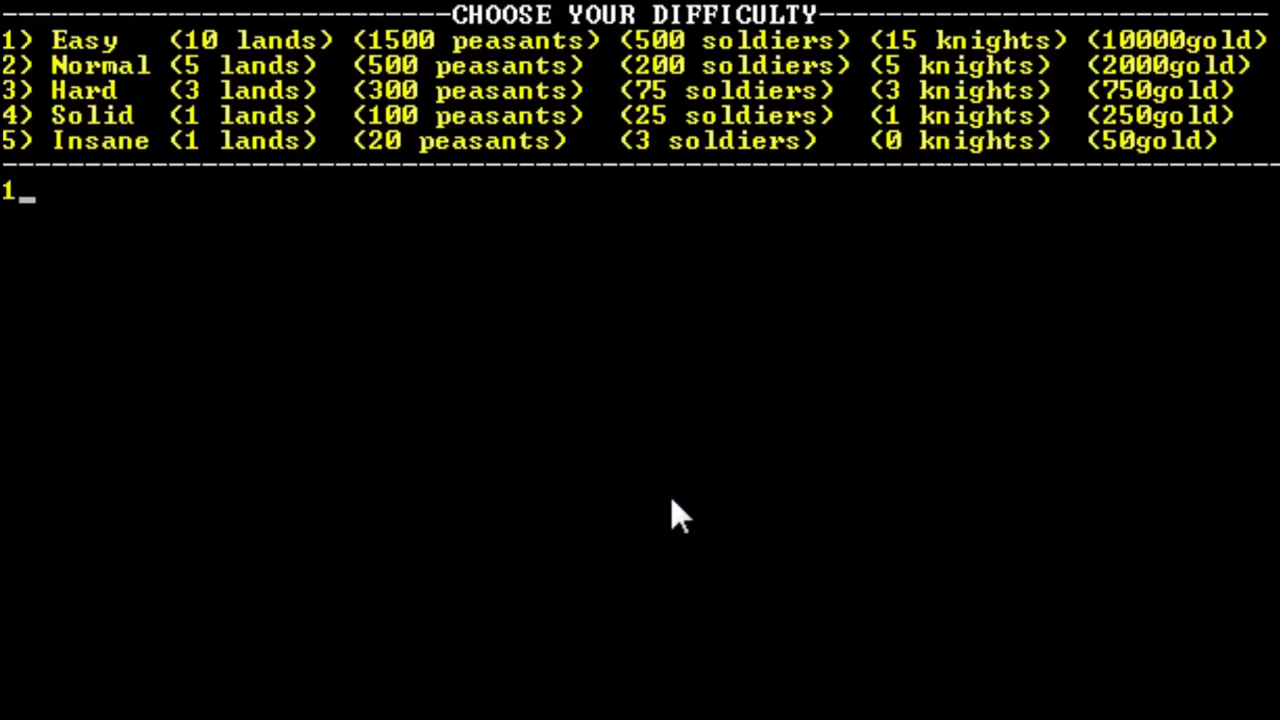 ---------------------------CHOOSE YOUR DIFFICULTY---------------------------
1) Easy   (10 lands) (1500 peasants) (500 soldiers) (15 knights) (10000gold)
2) Normal (5 lands)  (500 peasants)  (200 soldiers) (5 knights)  (2000gold)
3) Hard   (3 lands)  (300 peasants)  (75 soldiers)  (3 knights)  (750gold)
4) Solid  (1 lands)  (100 peasants)  (25 soldiers)  (1 knights)  (250gold)
5) Insane (1 lands)  (20 peasants)   (3 soldiers)   (0 knights)  (50gold)
-----------------------------------------------------------------------------
1_